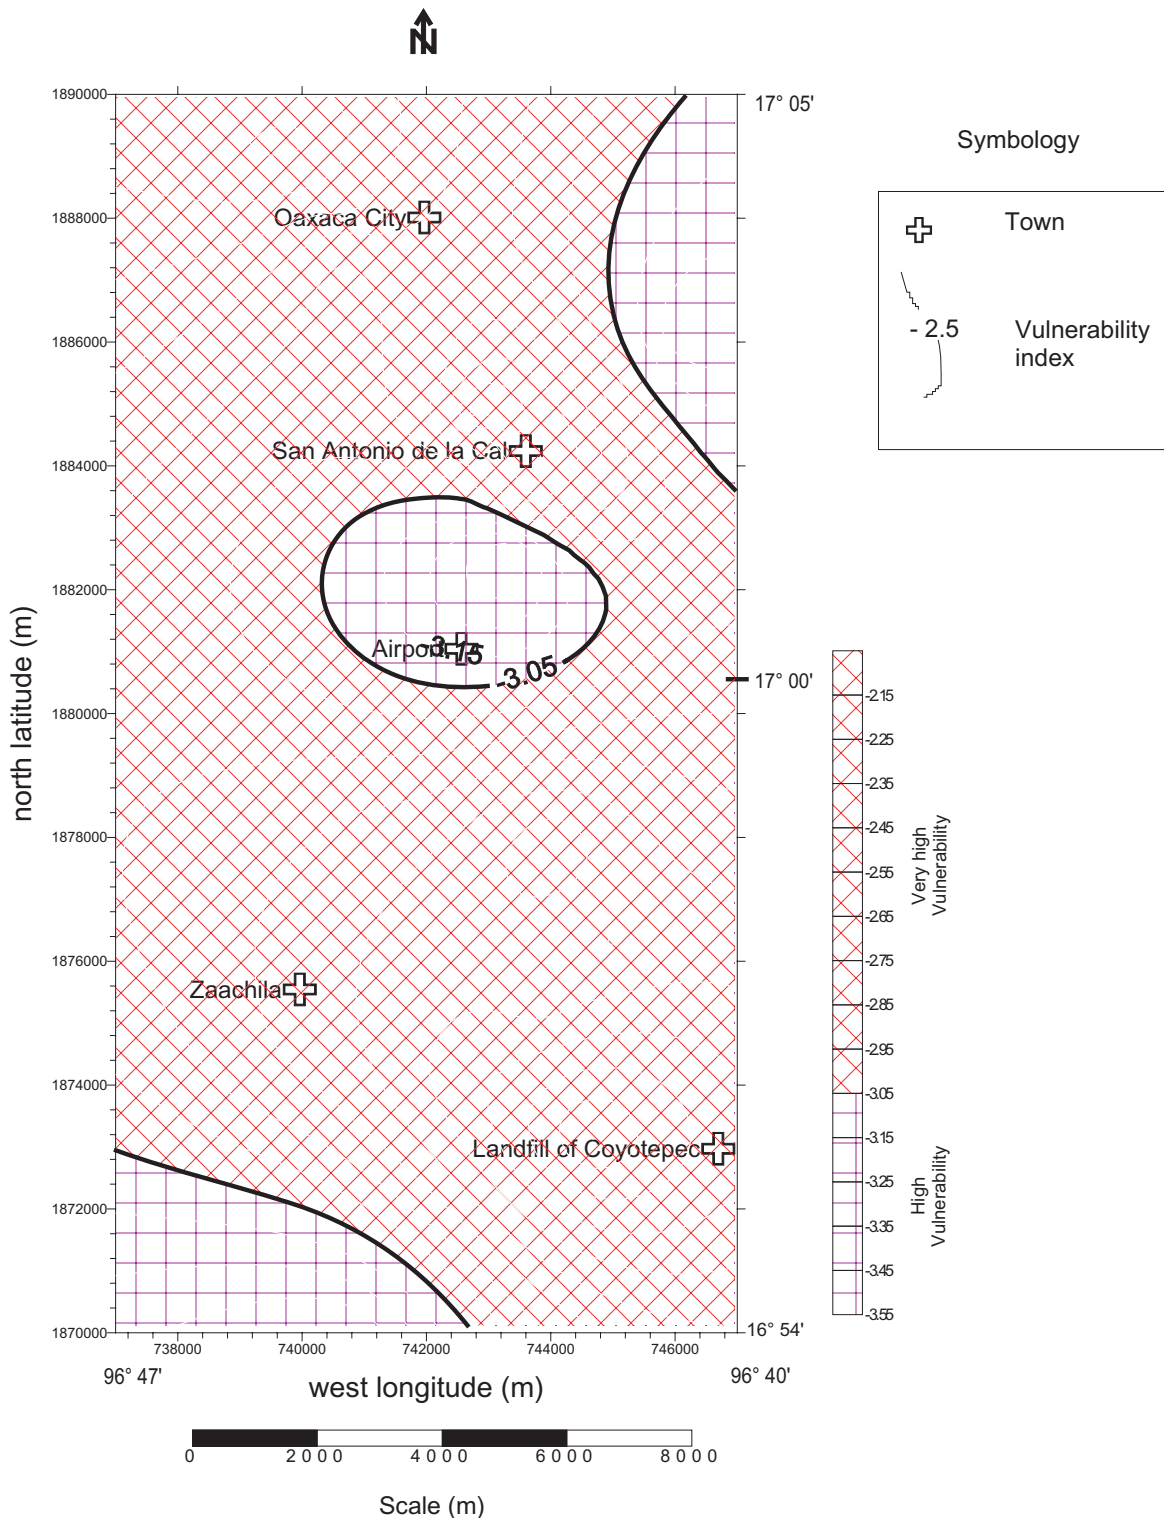 N
1890000
17° 05'
Symbology
Town
- 2.5
Vulnerability
index
1888000
Oaxaca City
1886000
San Antonio de la Cal
1884000
1882000
Airport
-3.15
-3.05
17° 00'
1880000
north latitude (m)
1878000
1876000
Zaachila
1874000
Landfill of Coyotepec
1872000
1870000
16° 54'
738000
740000
742000
744000
746000
96° 47'
96° 40'
west longitude (m)
0
2000
4000
6000
8000
Scale (m)
-2.15
-2.25
-2.35
-2.45
-2.55
-2.65
-2.75
-2.85
-2.95
-3.05
-3.15
-3.25
-3.35
-3.45
-3.55
Very high
Vulnerability
High
Vulnerability